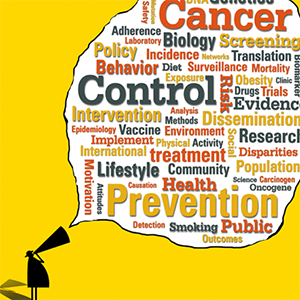 DNA Genetics
Medicine
Safety
Cancer
Adherence
Laboratory
Biology Screening
Policy
Incidence
Networks
Translation
Biomarker
Behavior
Diet
Surveillance
Mortality
Exposure
Risk
Obesity
Clinic
Control
Drugs
Trials
Evidence
Intervention
Analysis
Methods
Dissemination
Epidemiology
Vaccine
Environment
Social
Research
Implement
Physical
Activity
Disparities
International
treatment
Population
Motivation
Lifestyle
Community
Science
Carcinogen
Attitudes
Causation
Health
Oncogene
Prevention
Detection
Smoking
Public
Outcomes